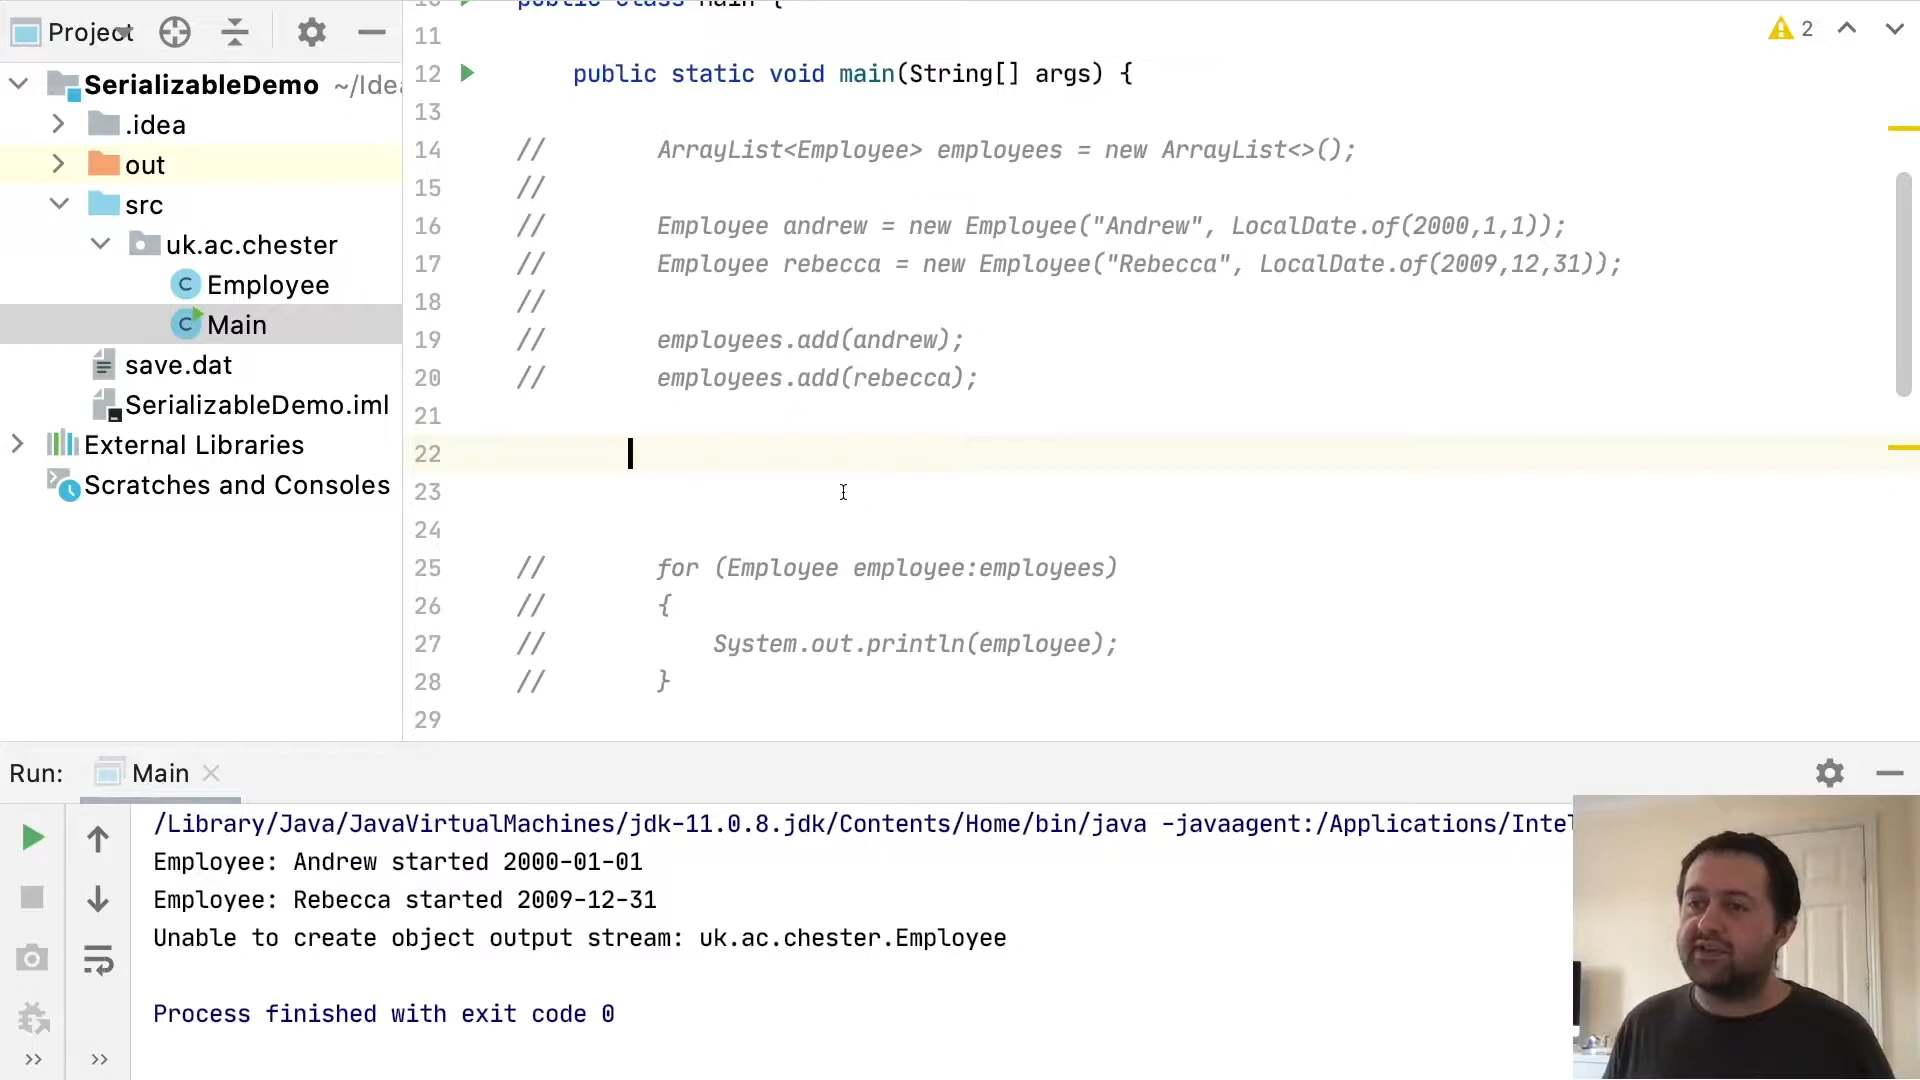 Project
SerializableDemo ~/Idea
.idea
out
src
uk.ac.chester
C Employee
C Main
save.dat
SerializableDemo.iml
External Libraries
Scratches and Consoles
2
public class Main {
11
12 public static void main(String[] args) {
13
14 // ArrayList<Employee> employees = new ArrayList<>();
15 //
16 // Employee andrew = new Employee("Andrew", LocalDate.of(2000,1,1));
17 // Employee rebecca = new Employee("Rebecca", LocalDate.of(2009,12,31));
18 //
19 // employees.add(andrew);
20 // employees.add(rebecca);
21
22
23
24
25 // for (Employee employee:employees)
26 // {
27 // System.out.println(employee);
28 // }
29
Run: Main
/Library/Java/JavaVirtualMachines/jdk-11.0.8.jdk/Contents/Home/bin/java -javaagent:/Applications/Intel
Employee: Andrew started 2000-01-01
Employee: Rebecca started 2009-12-31
Unable to create object output stream: uk.ac.chester.Employee
Process finished with exit code 0